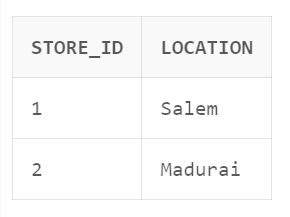 STORE_ID LOCATION
1 Salem
2 Madurai